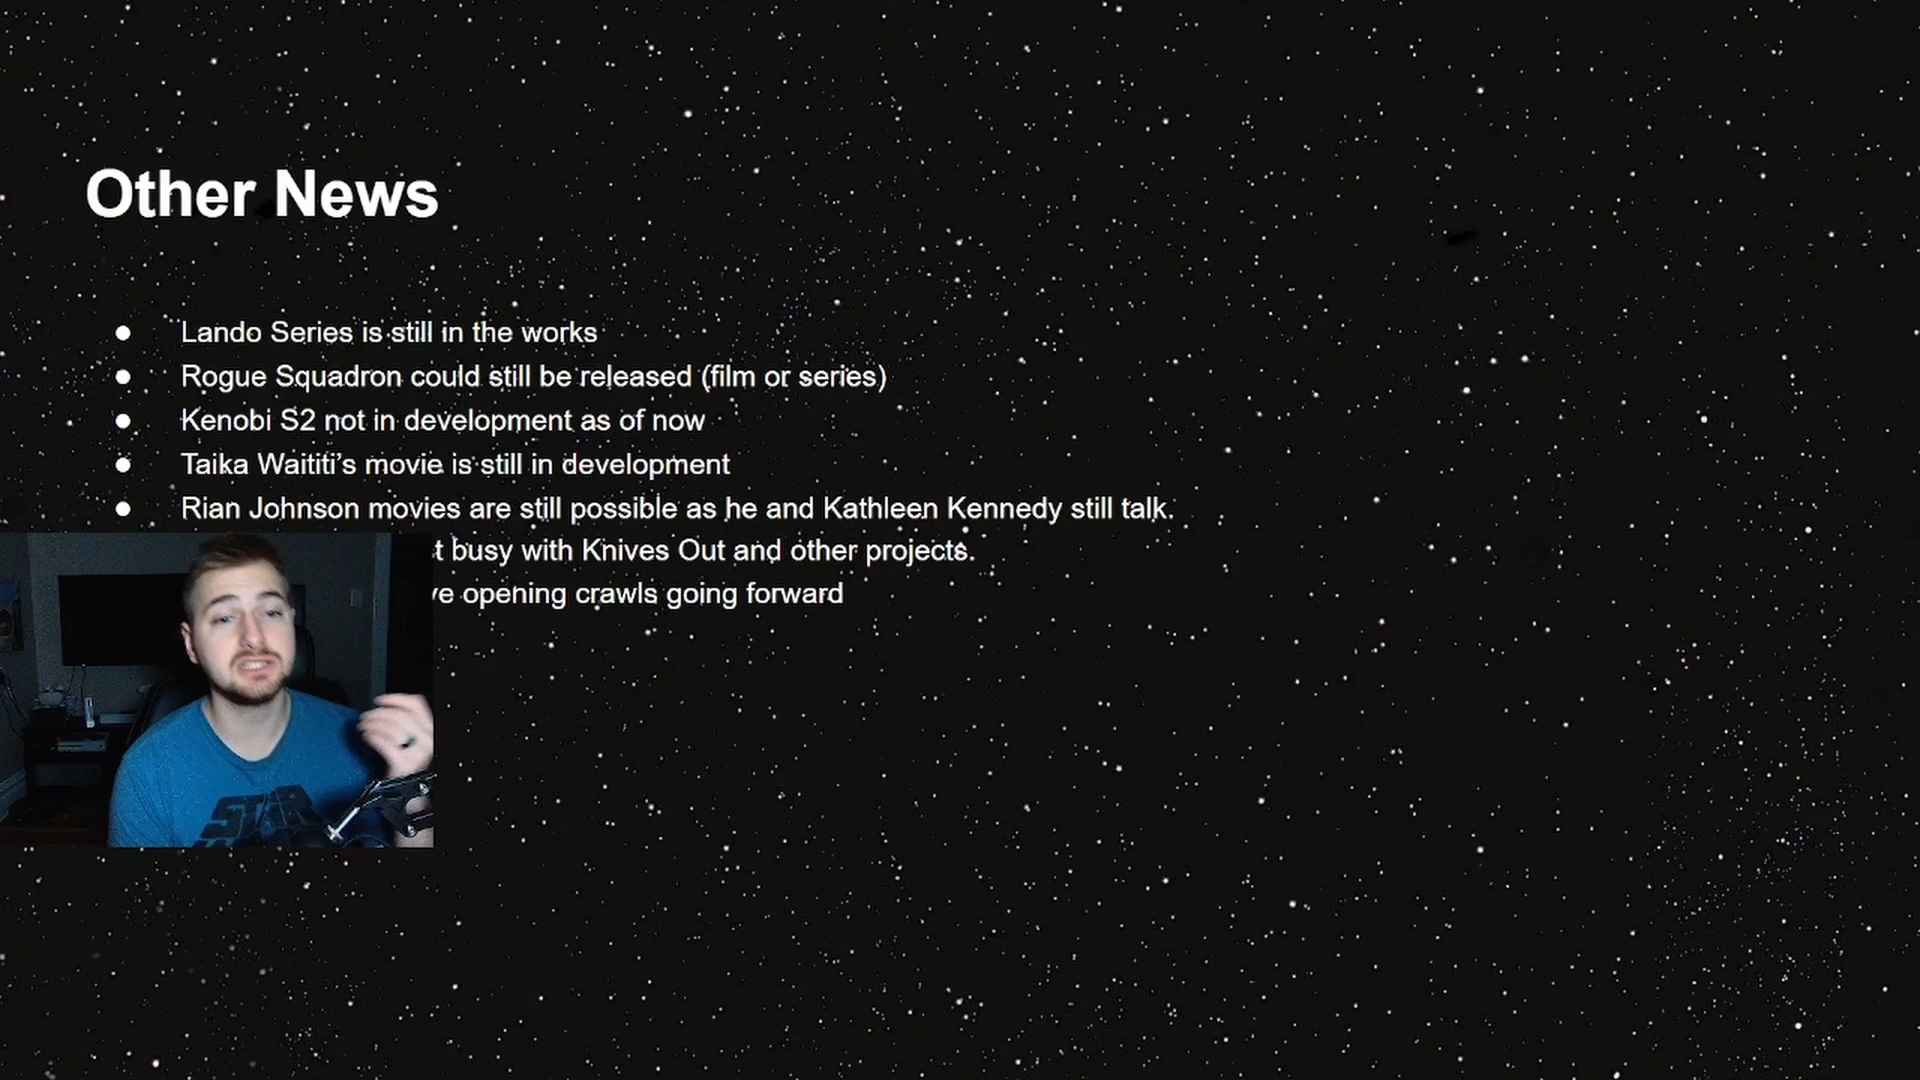 Other News
● Lando Series is still in the works
● Rogue Squadron could still be released (film or series)
● Kenobi S2 not in development as of now
● Taika Waititi’s movie is still in development
● Rian Johnson movies are still possible as he and Kathleen Kennedy still talk.
busy with Knives Out and other projects.
opening crawls going forward
STAR